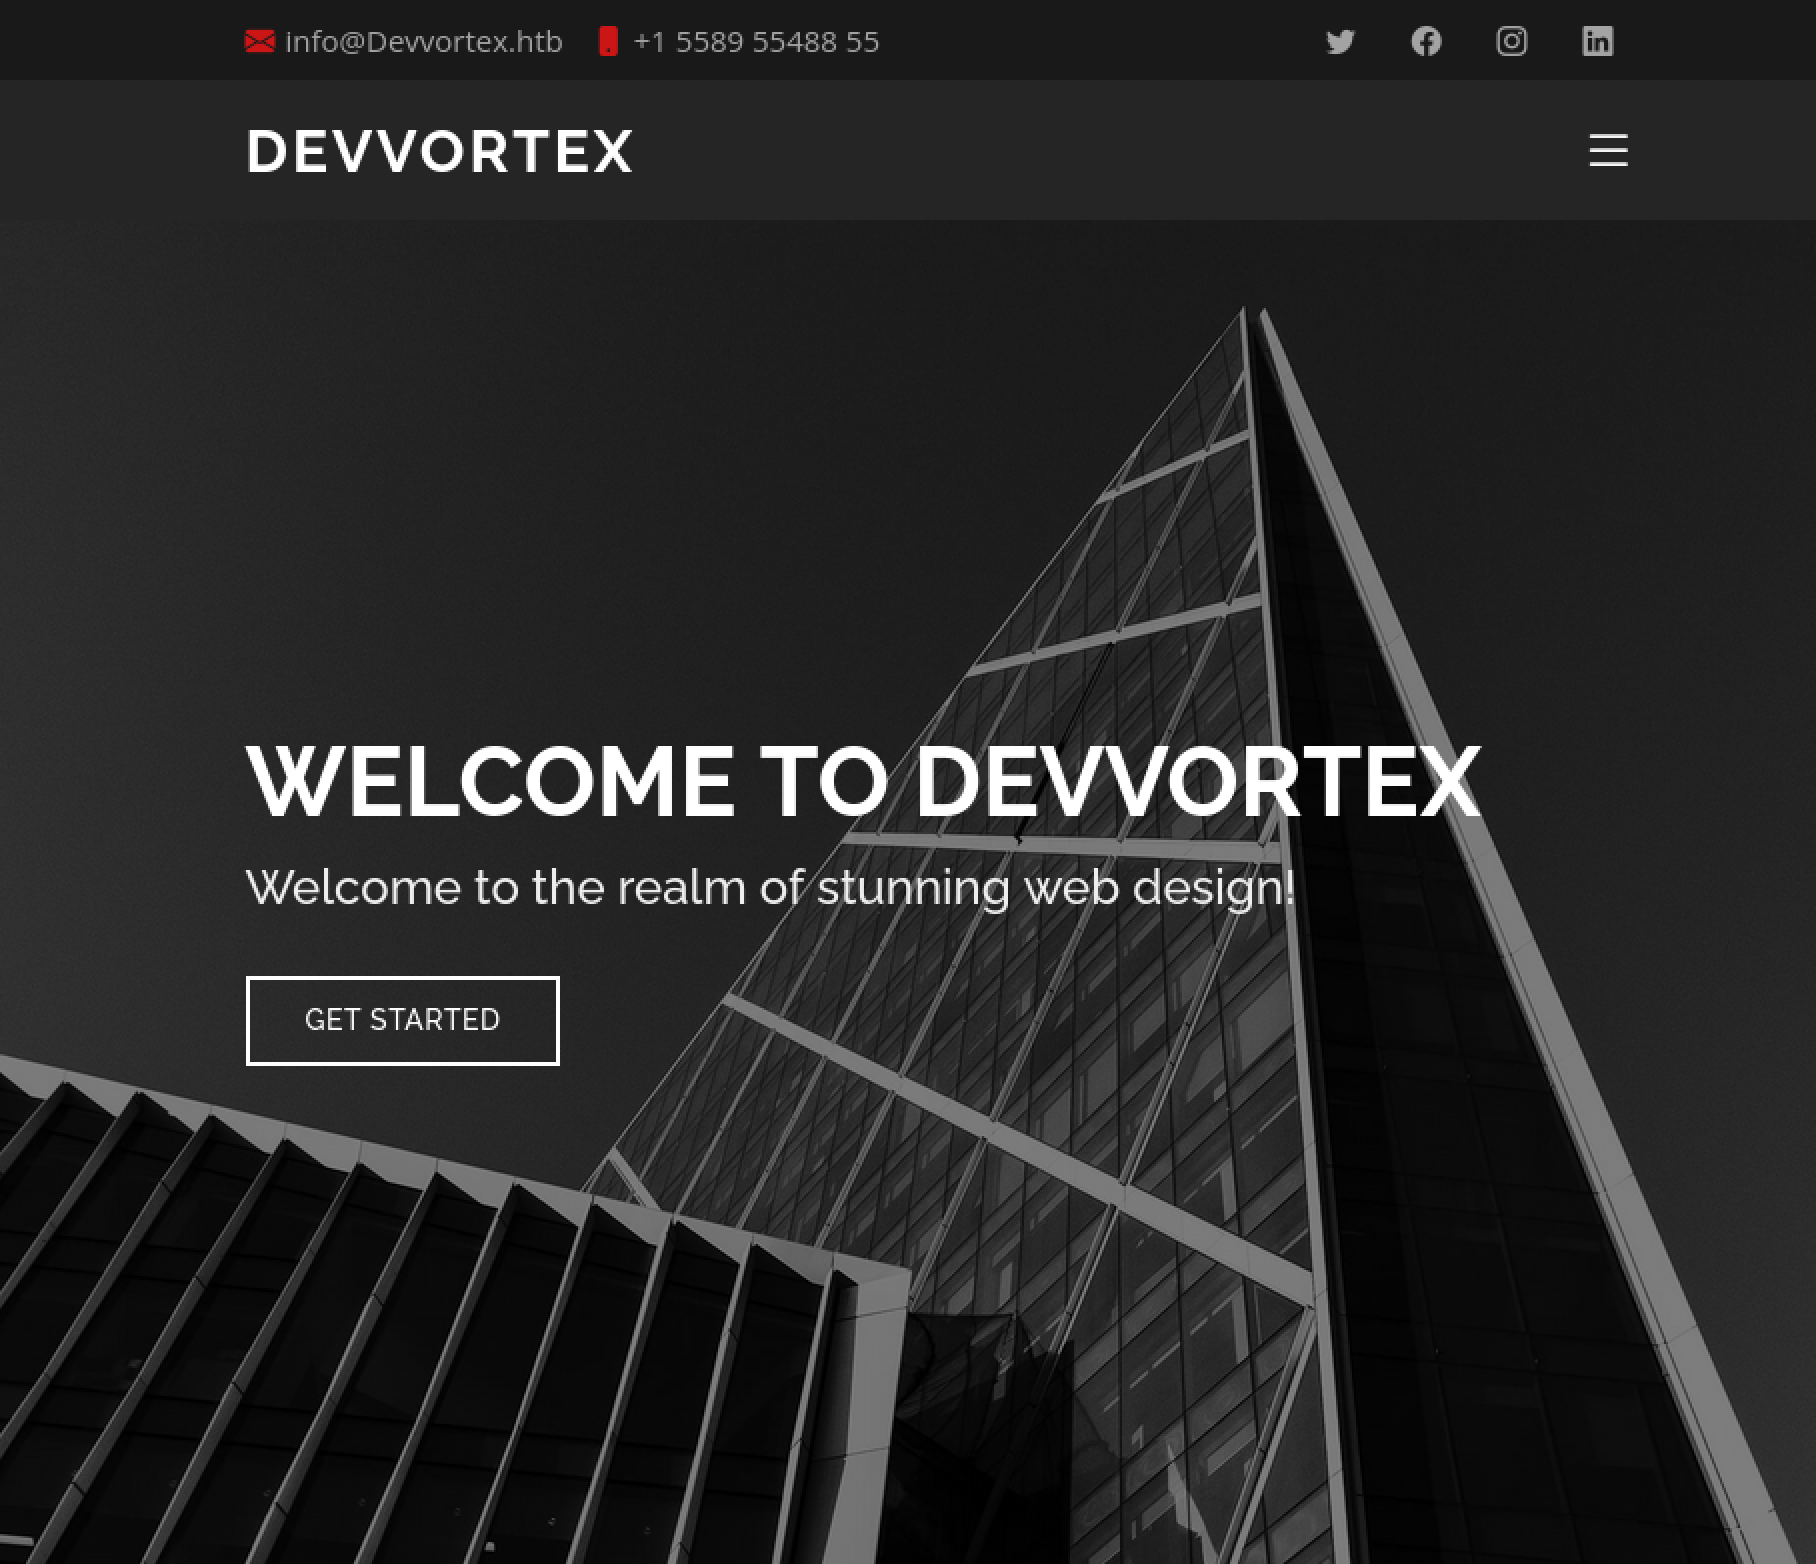 info@Devvortex.htb +1 5589 55488 55
DEVVORTEX
WELCOME TO DEVVORTEX
Welcome to the realm of stunning web design!
GET STARTED